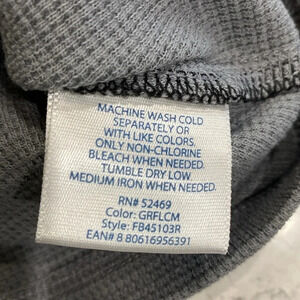 MACHINE WASH COLD
SEPARATELY OR
WITH LIKE COLORS.
ONLY NON-CHLORINE
BLEACH WHEN NEEDED.
TUMBLE DRY LOW
MEDIUM IRON WHEN NEEDED.
RN# 52469
Color: GRFLCM
Style: FB45103R
EAN# 8 80616956391